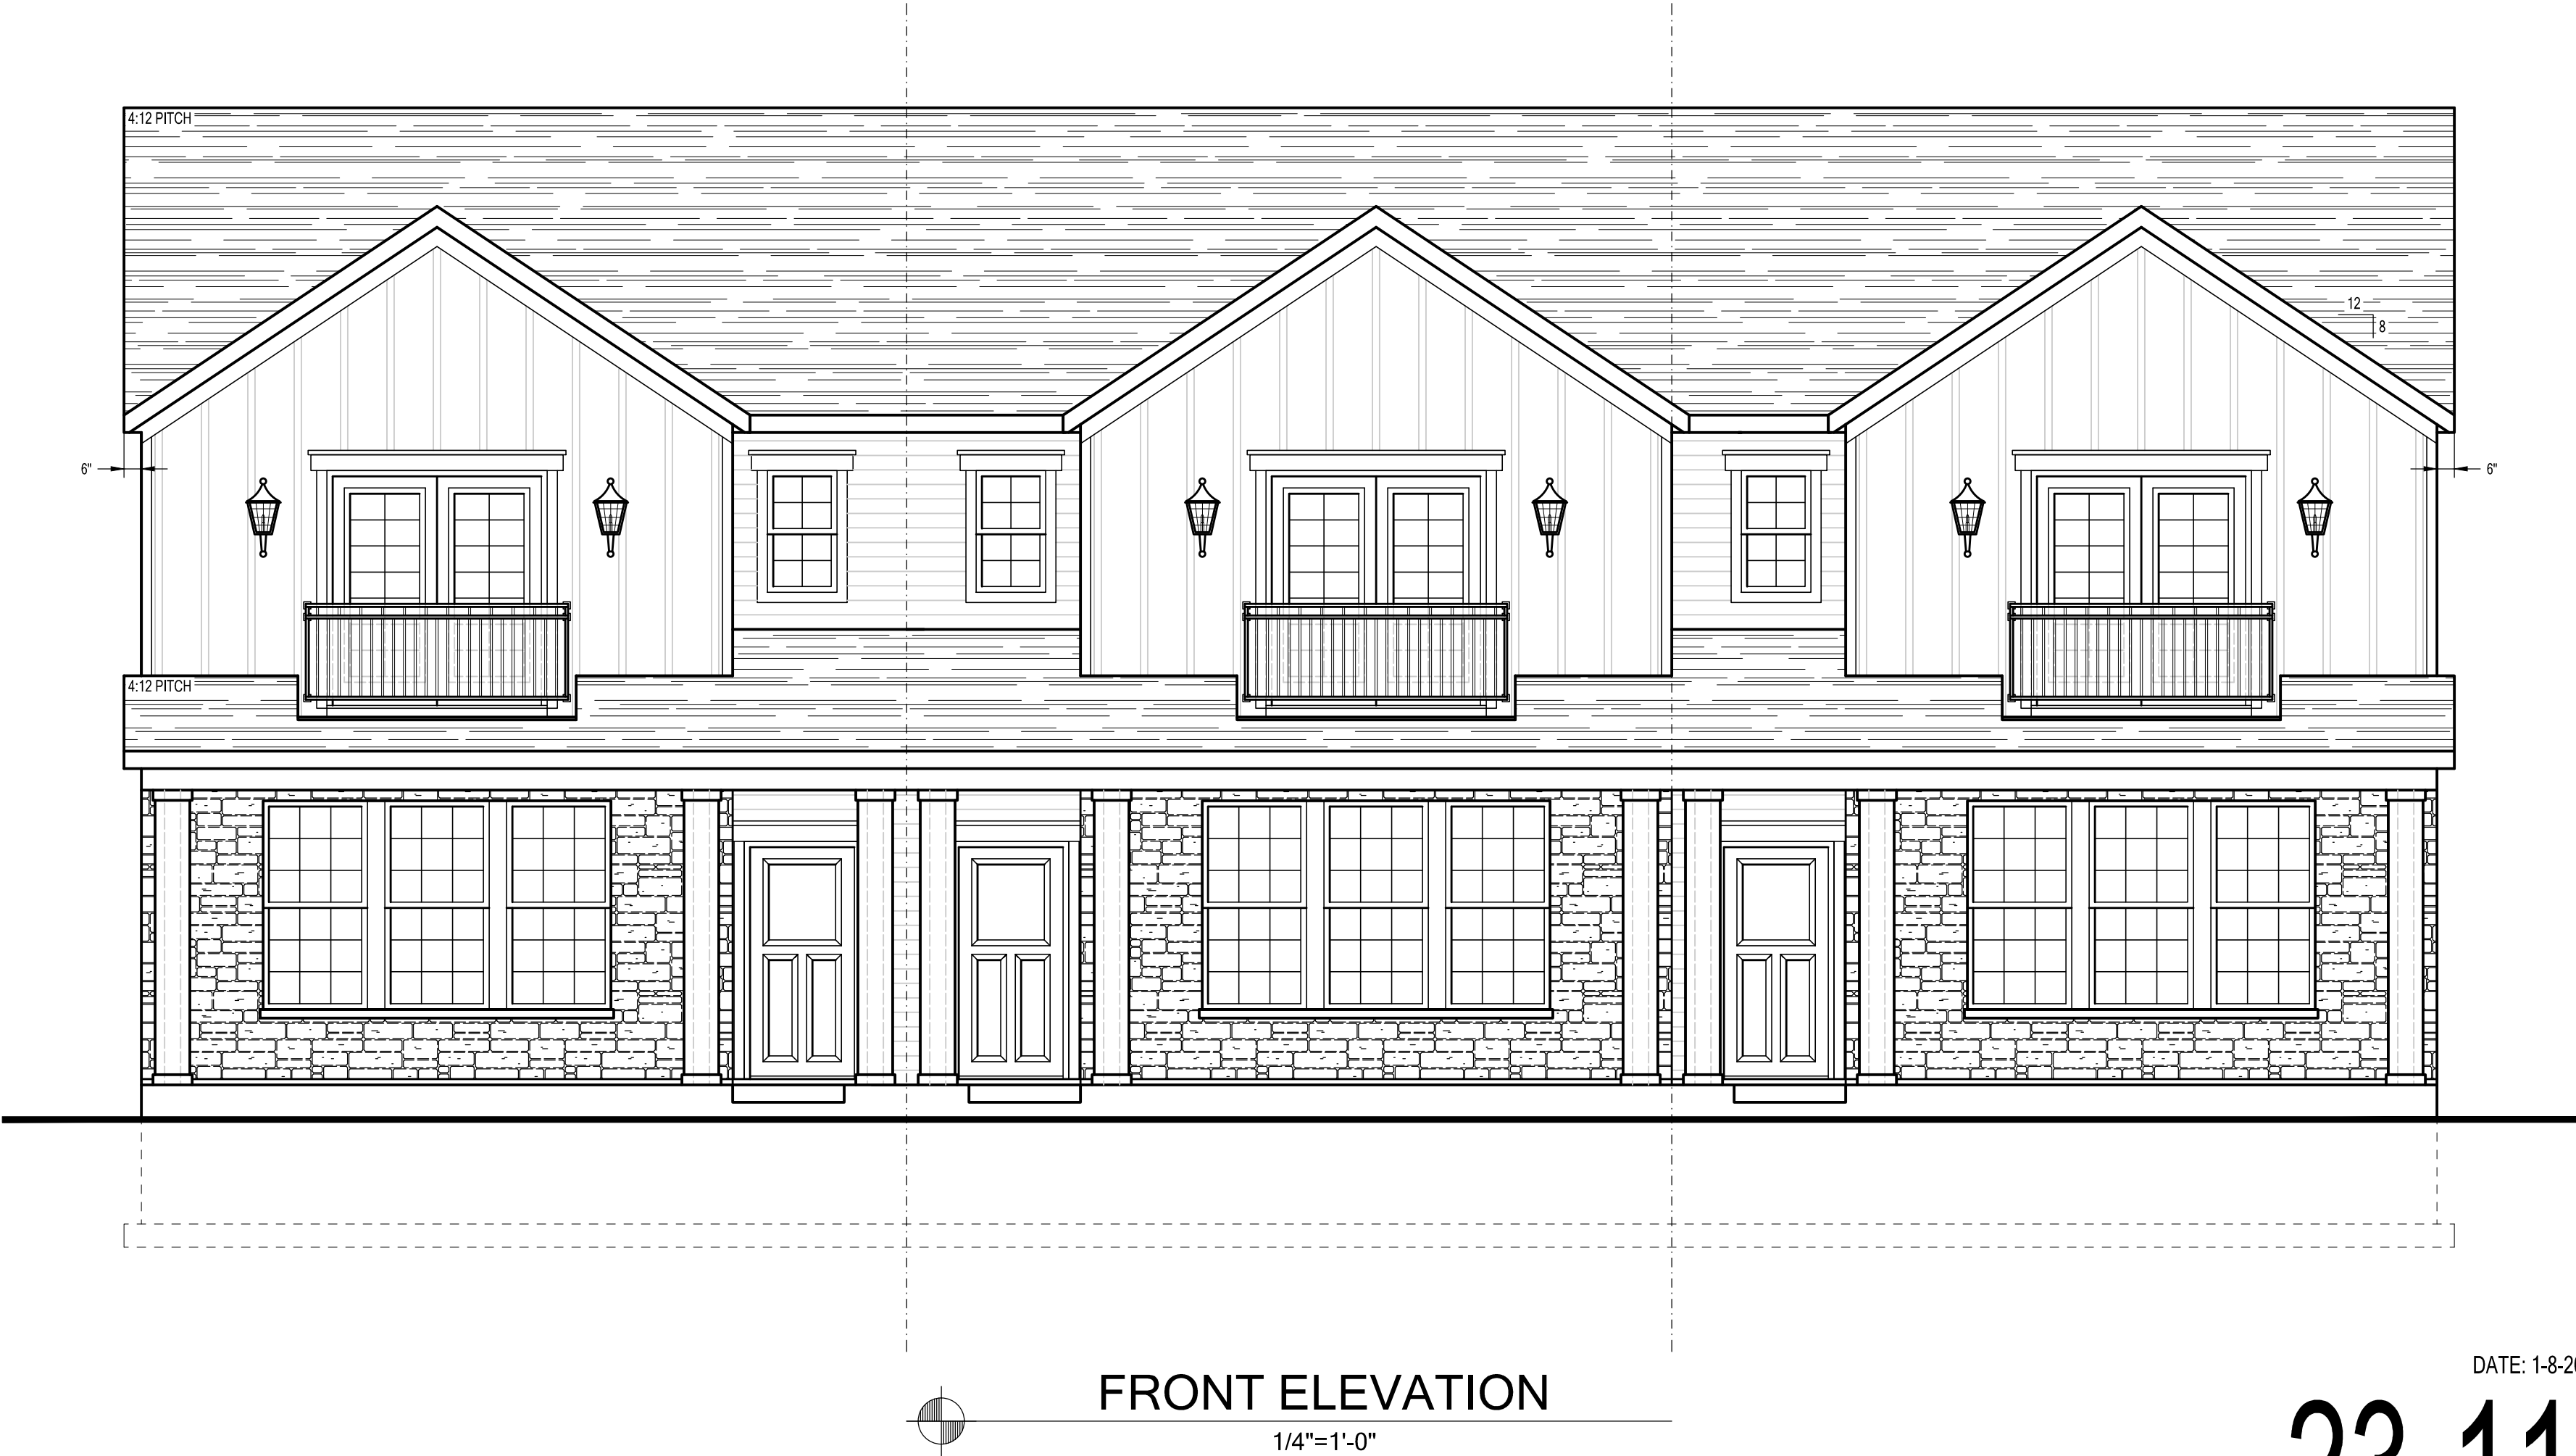 4:12 PITCH
12
8
6"
6"
4:12 PITCH
FRONT ELEVATION
1/4"=1'-0"
DATE: 1-8-20